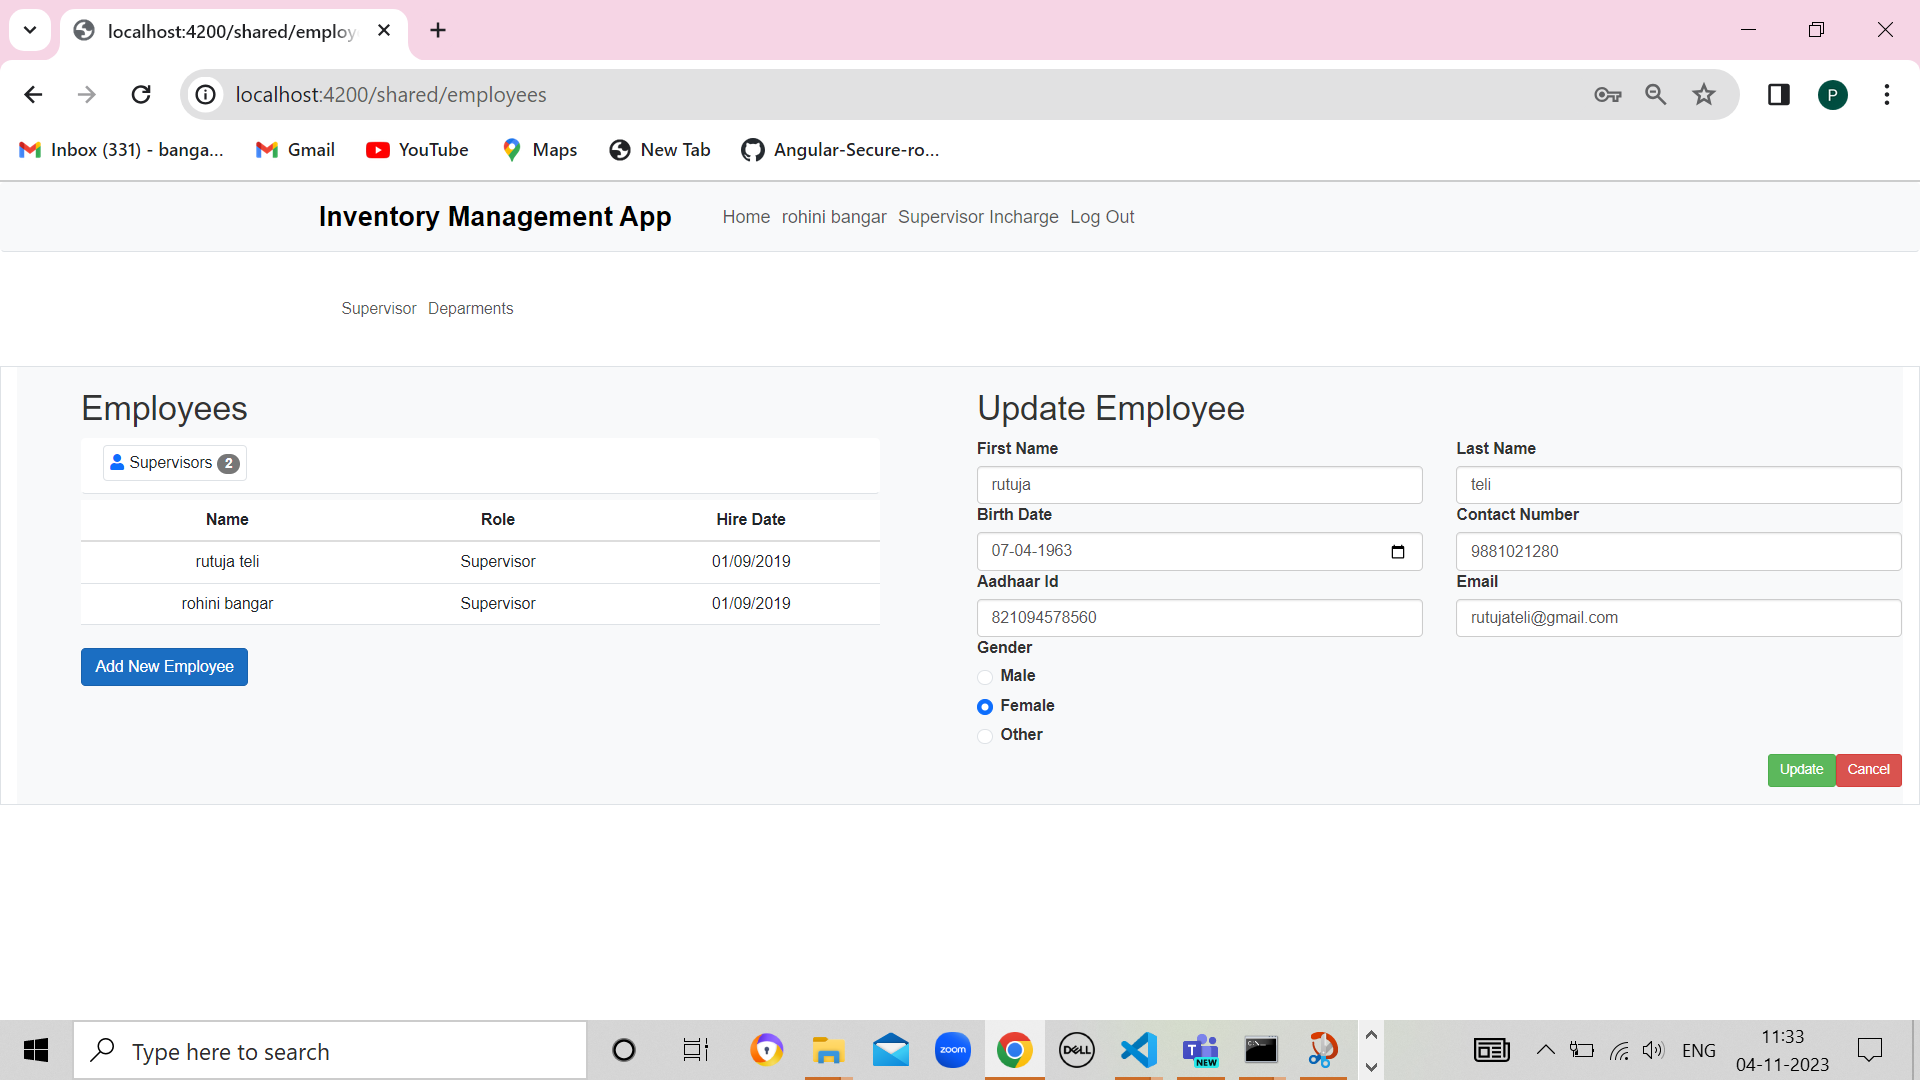 localhost:4200/shared/employ
localhost:4200/shared/employees
P
Inbox (331) - banga... Gmail YouTube Maps New Tab Angular-Secure-ro...
Inventory Management App Home rohini bangar Supervisor Incharge Log Out
Supervisor Deparments
Employees
Supervisors 2
Name Role Hire Date
rutuja teli Supervisor 01/09/2019
rohini bangar Supervisor 01/09/2019
Add New Employee
Update Employee
First Name Last Name
rutuja teli
Birth Date Contact Number
07-04-1963 9881021280
Aadhaar Id Email
821094578560 rutujateli@gmail.com
Gender
Male
Female
Other
Update Cancel
Type here to search
zoom
DELL
T
NEW
C:\
ENG
11:33
04-11-2023